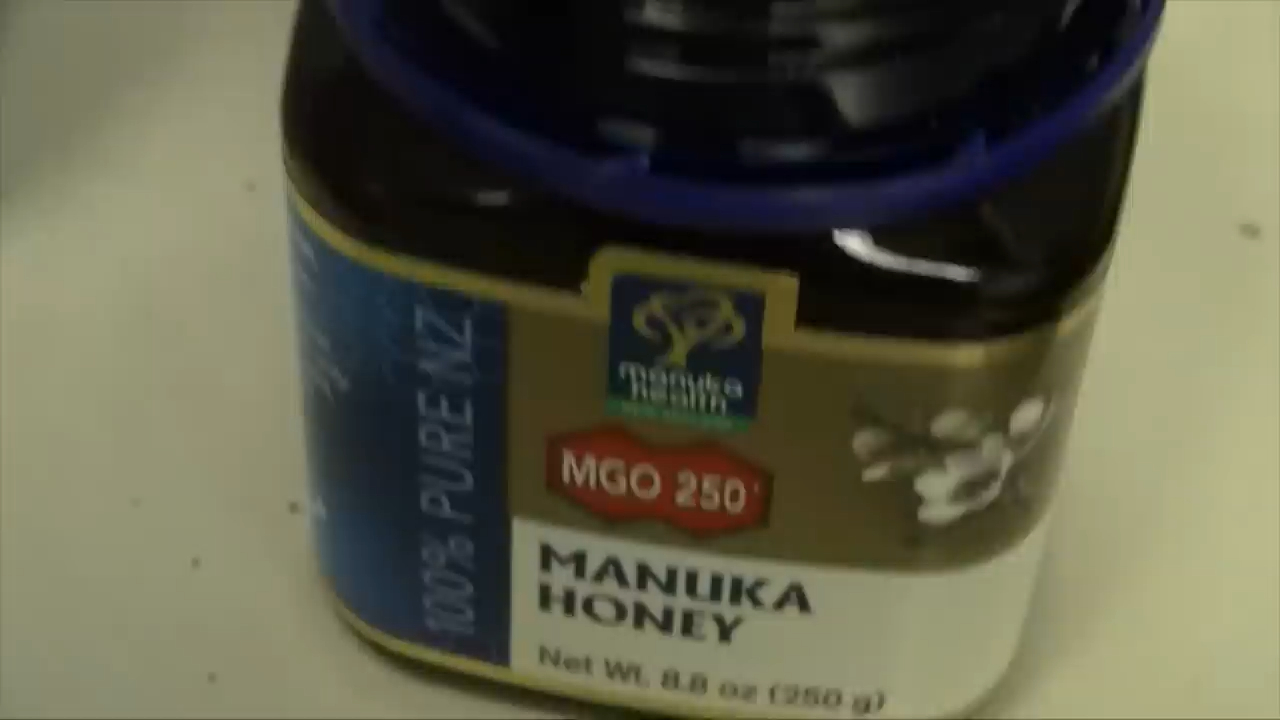 manuka
health
MGO 250
MANUKA
HONEY
Net Wt. 8.8 oz (250 g)
100% PURE NZ